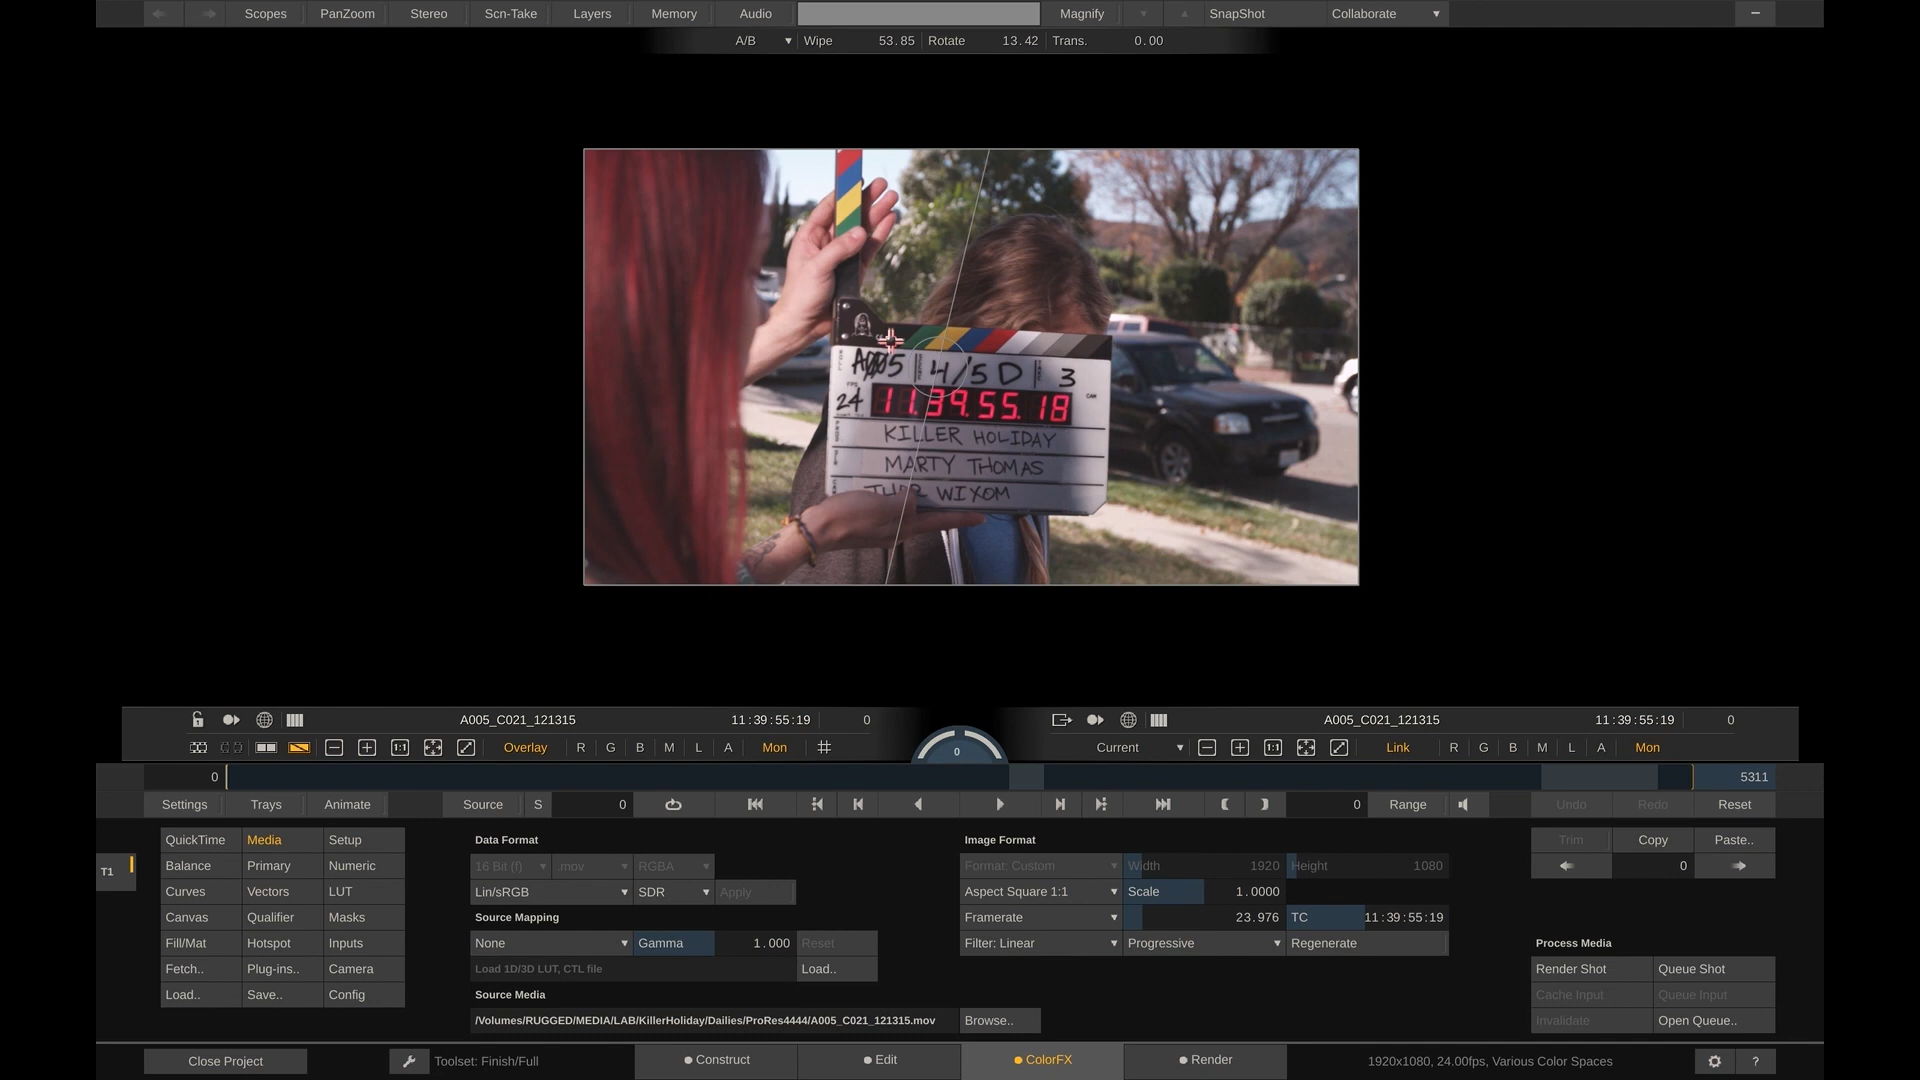 Scopes PanZoom Stereo Scn-Take Layers Memory Audio Magnify SnapShot Collaborate
A/B Wipe 53.85 Rotate 13.42 Trans. 0.00
A005 4/5D 3
FPS 24 11.39.55.18 CAM
KILLER HOLIDAY
MARTY THOMAS
WIXOM
A005_C021_121315 11:39:55:19 0 A005_C021_121315 11:39:55:19 0
1:1 Overlay R G B M L A Mon 0 Current 1:1 Link R G B M L A Mon
0 5311
Settings Trays Animate Source S 0 0 Range Undo Redo Reset
QuickTime Media Setup Data Format Image Format Trim Copy Paste..
T1 Balance Primary Numeric 16 Bit (f) .mov RGBA Format: Custom Width 1920 Height 1080 0
Curves Vectors LUT Lin/sRGB SDR Apply Aspect Square 1:1 Scale 1.0000
Canvas Qualifier Masks Source Mapping Framerate 23.976 TC 11:39:55:19
Fill/Mat Hotspot Inputs None Gamma 1.000 Reset Filter: Linear Progressive Regenerate Process Media
Fetch.. Plug-ins.. Camera Load 1D/3D LUT, CTL file Load.. Render Shot Queue Shot
Load.. Save.. Config Source Media Cache Input Queue Input
/Volumes/RUGGED/MEDIA/LAB/KillerHoliday/Dailies/ProRes4444/A005_C021_121315.mov Browse.. Invalidate Open Queue..
Close Project Toolset: Finish/Full Construct Edit ColorFX Render 1920x1080, 24.00fps, Various Color Spaces ?